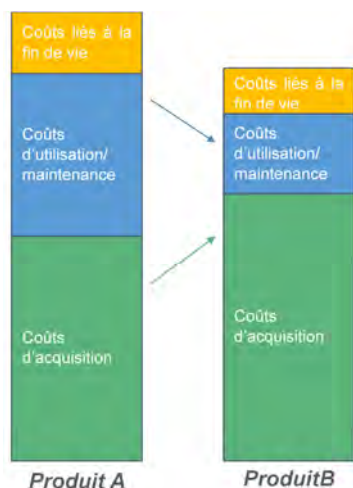 Coûts liés à la
fin de vie
Coûts
d'utilisation/
maintenance
Coûts
d'acquisition
Produit A
Coûts liés à la
fin de vie
Coûts
d'utilisation/
maintenance
Coûts
d'acquisition
ProduitB